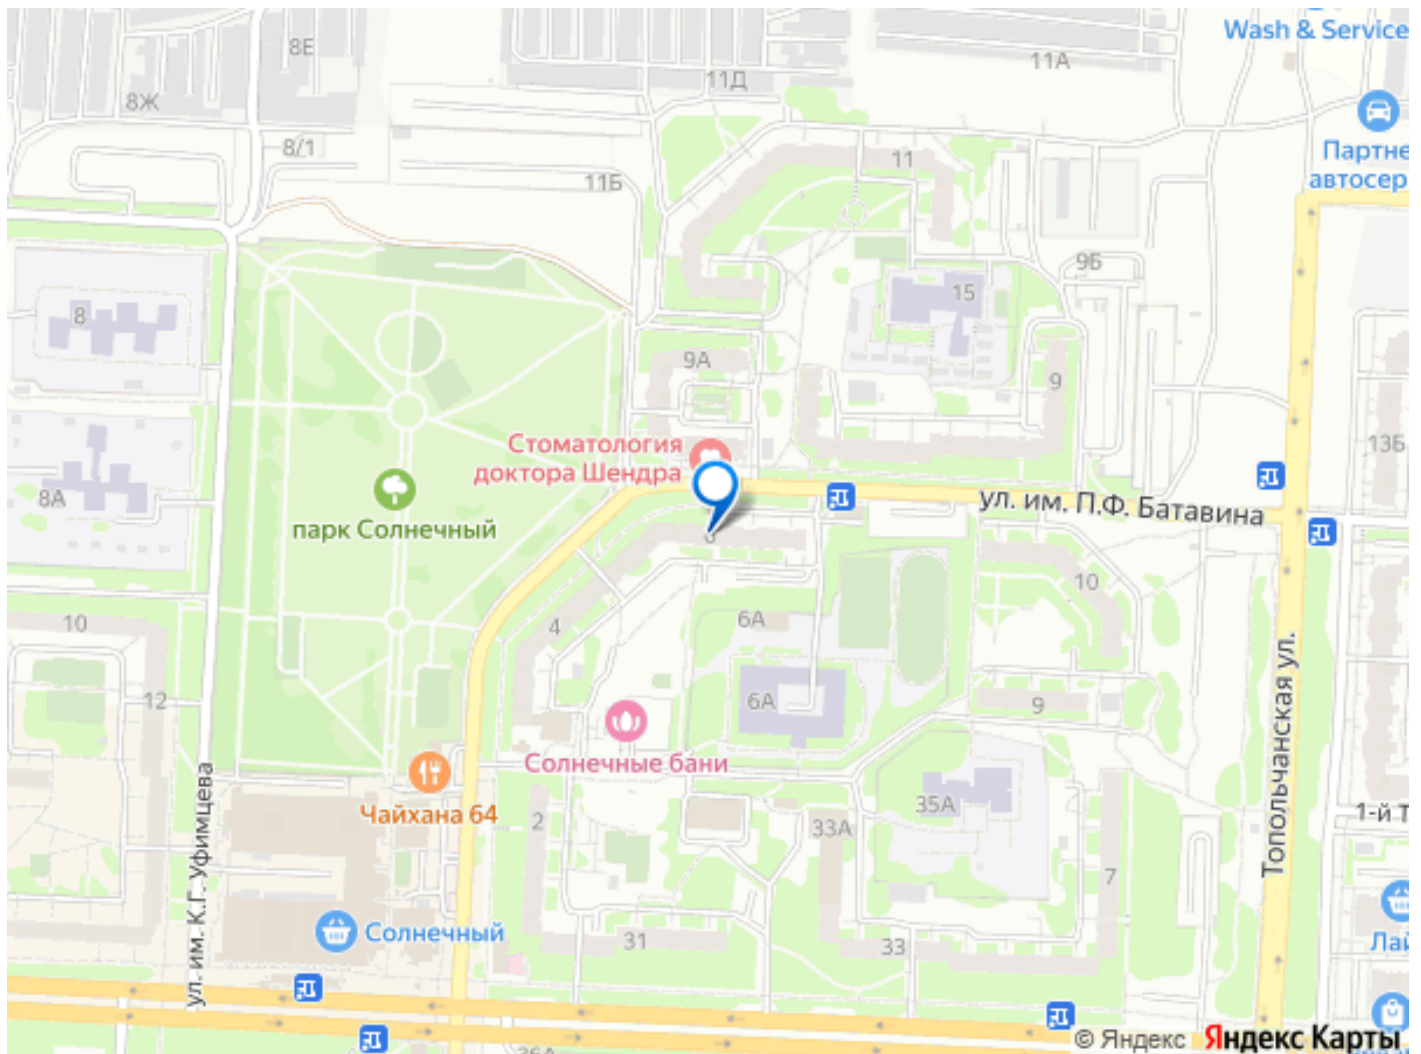 Wash & Service
8Е
11А
11Д
8Ж
8/1
11
Партне
автосер
11Б
9Б
15
8
9А
9
13Б
Стоматология
доктора Шендра
8А
парк Солнечный
ул. им. П.Ф. Батавина
10
4
6А
10
12
6А
9
Топольчанская ул.
Солнечные бани
Чайхана 64
2
33А
35А
1-й Т
7
ул. им. К.Г. Уфимцева
Солнечный
31
33
Лай
© Яндекс Яндекс Карты
36А